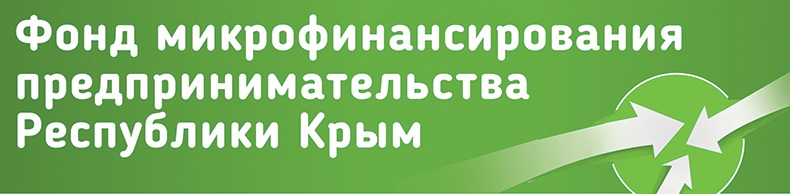 Фонд микрофинансирования
предпринимательства
Республики Крым